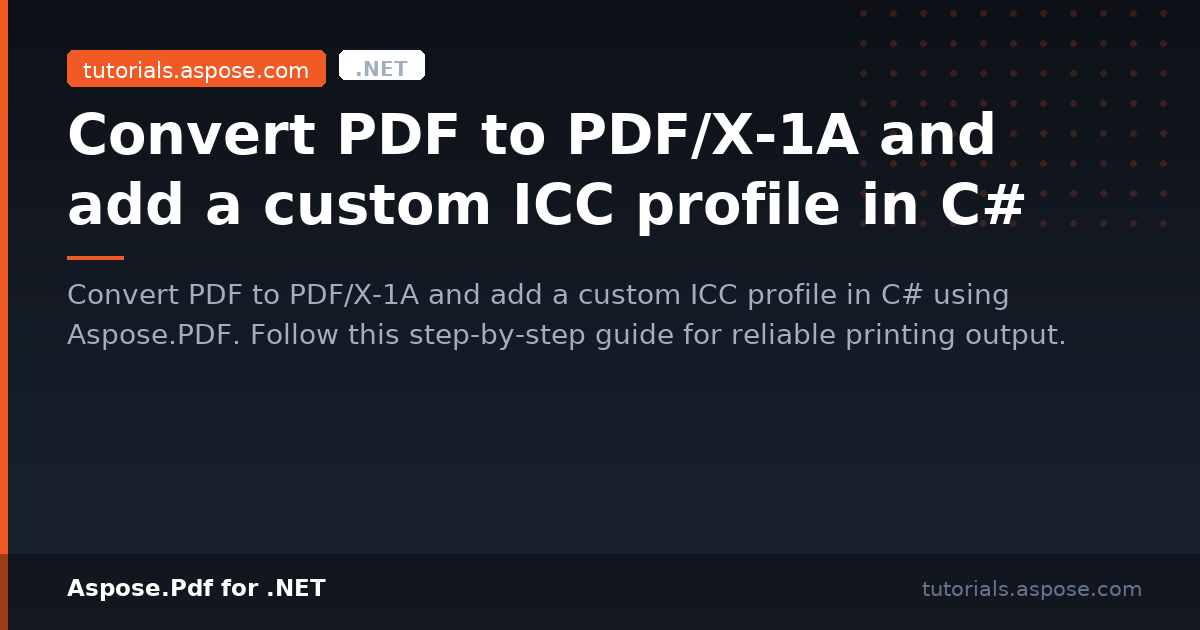 tutorials.aspose.com
.NET
Convert PDF to PDF/X-1A and
add a custom ICC profile in C#
Convert PDF to PDF/X-1A and add a custom ICC profile in C# using
Aspose.PDF. Follow this step-by-step guide for reliable printing output.
Aspose.Pdf for .NET
tutorials.aspose.com